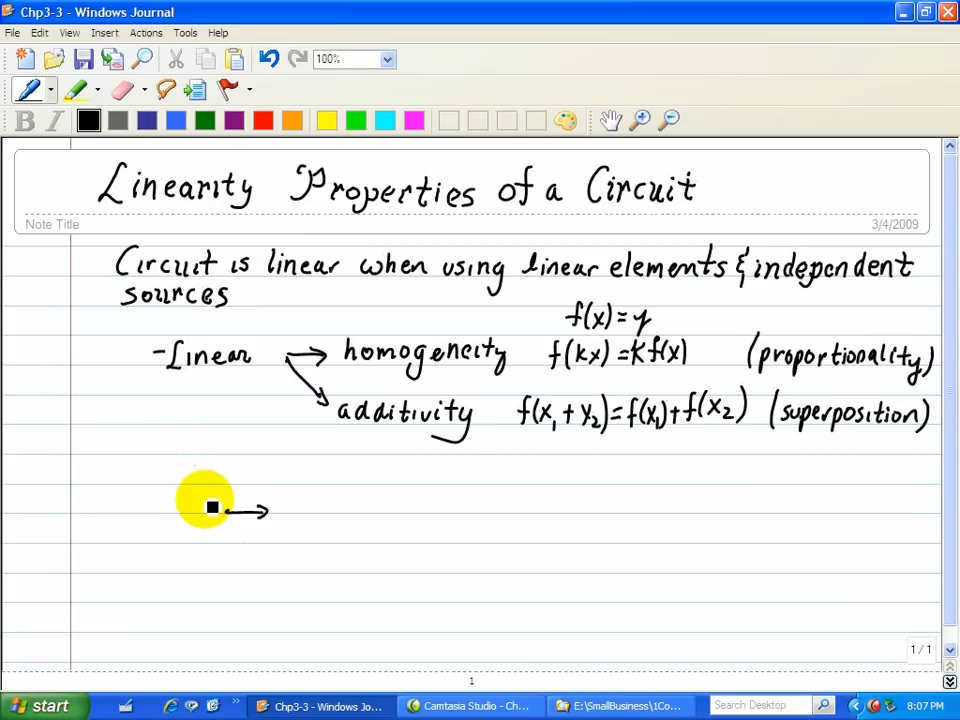 Chp3-3 - Windows Journal
File Edit View Insert Actions Tools Help
100%
B I
Linearity Properties of a Circuit
Note Title 3/4/2009
Circuit is linear when using linear elements & independent
sources
f(x)=y
-Linear → homogeneity f(kx)=Kf(x) (proportionality)
additivity f(x₁+x₂)=f(x₁)+f(x₂) (superposition)
→
1 / 1
1
start Chp3-3 - Windows Jo... Camtasia Studio - Ch... E:\SmallBusiness\1Co... Search Desktop 8:07 PM